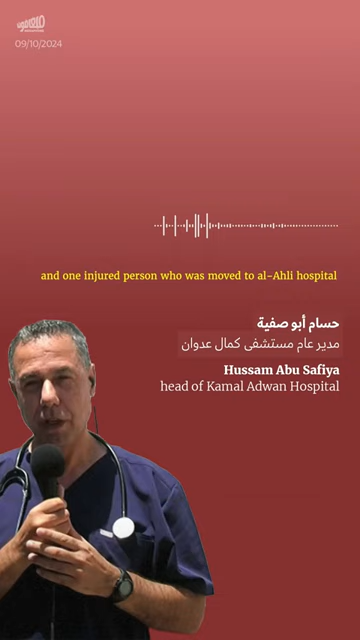 09/10/2024
and one injured person who was moved to al-Ahli hospital
حسام أبو صفية
مدير عام مستشفى كمال عدوان
Hussam Abu Safiya
head of Kamal Adwan Hospital